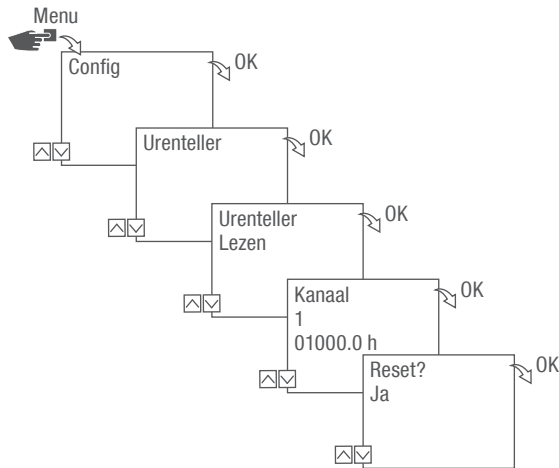 Menu
Config
OK
Urenteller
OK
Urenteller
Lezen
OK
Kanaal
1
01000.0 h
OK
Reset?
Ja
OK